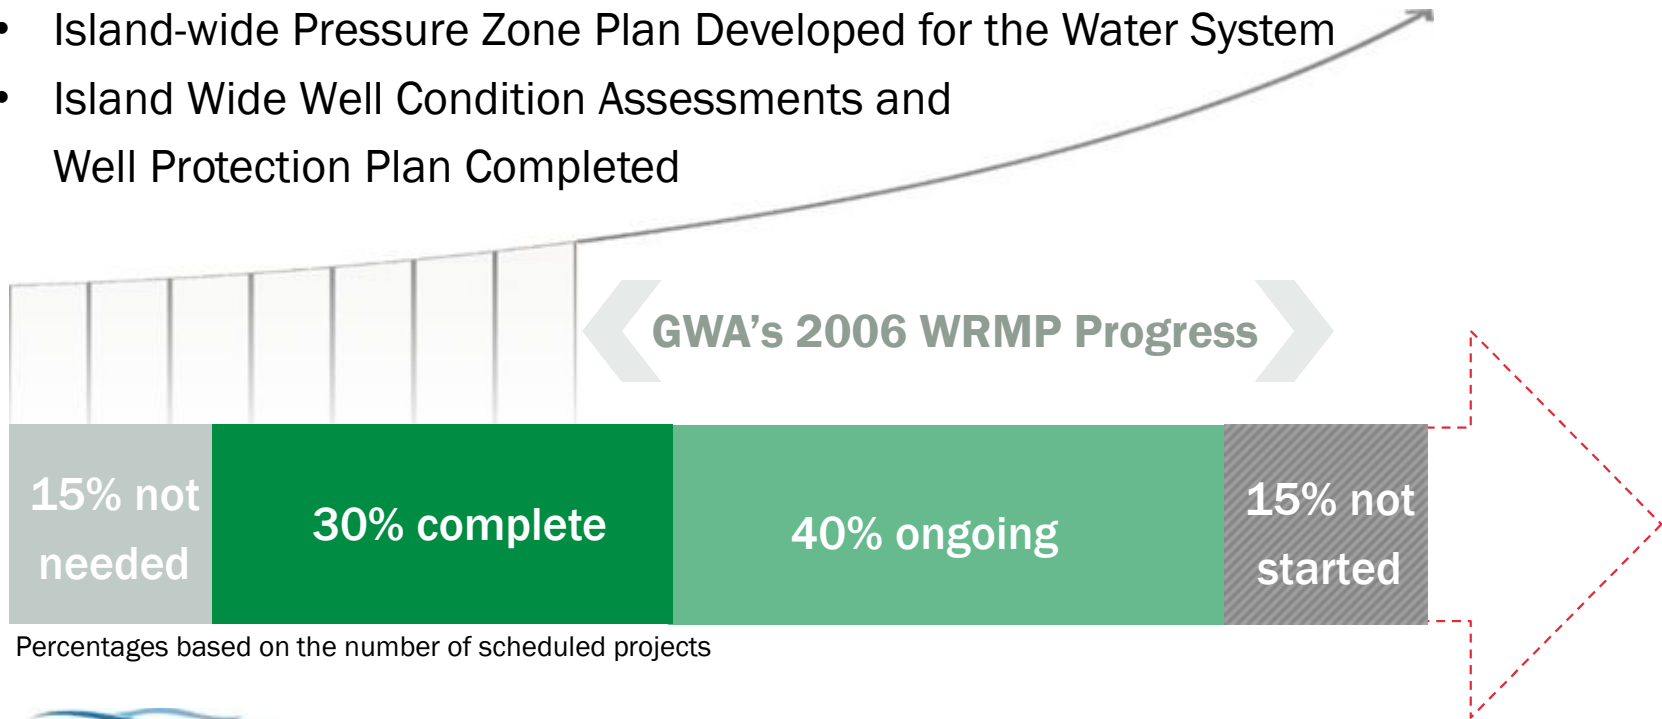 • Island-wide Pressure Zone Plan Developed for the Water System
• Island Wide Well Condition Assessments and
Well Protection Plan Completed
GWA's 2006 WRMP Progress
15% not
needed
30% complete
40% ongoing
15% not
started
Percentages based on the number of scheduled projects